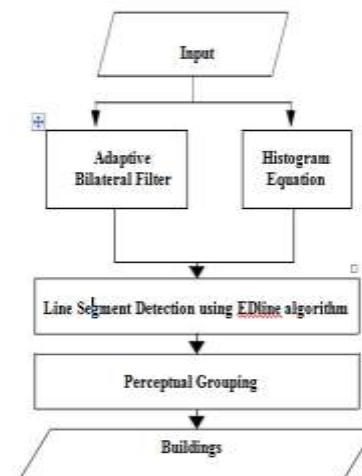 Input
Adaptive
Bilateral Filter
Histogram
Equation
Line Segment Detection using EDline algorithm
Perceptual Grouping
Buildings